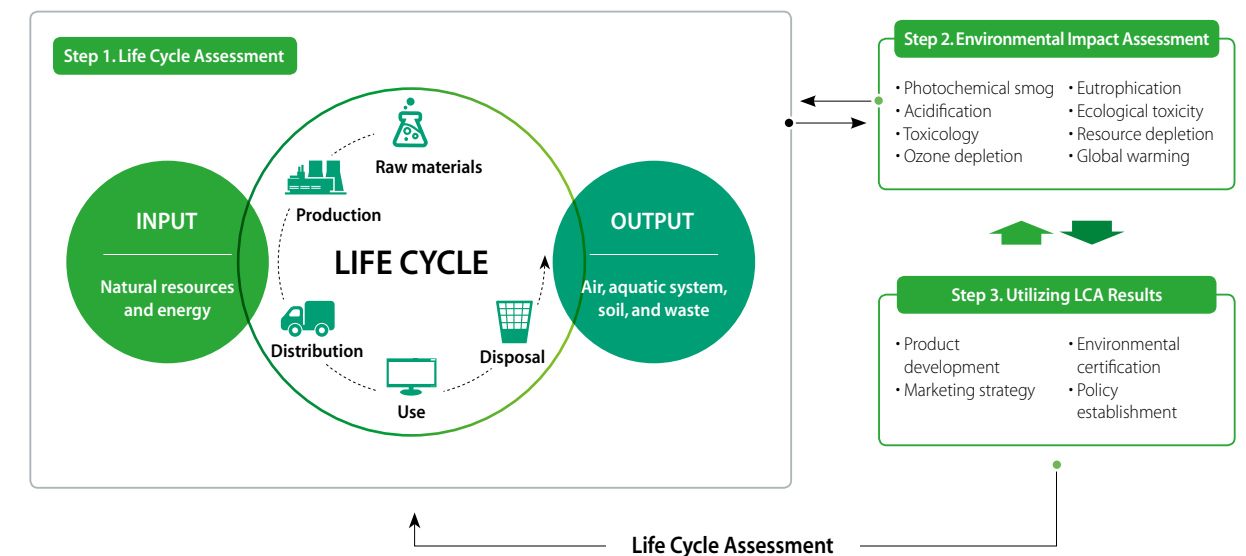 Step 1. Life Cycle Assessment
Raw materials
Production
INPUT
Natural resources
and energy
LIFE CYCLE
OUTPUT
Air, aquatic system,
soil, and waste
Distribution
Use
Disposal
Step 2. Environmental Impact Assessment
• Photochemical smog
• Acidification
• Toxicology
• Ozone depletion
• Eutrophication
• Ecological toxicity
• Resource depletion
• Global warming
Step 3. Utilizing LCA Results
• Product
development
• Marketing strategy
• Environmental
certification
• Policy
establishment
Life Cycle Assessment